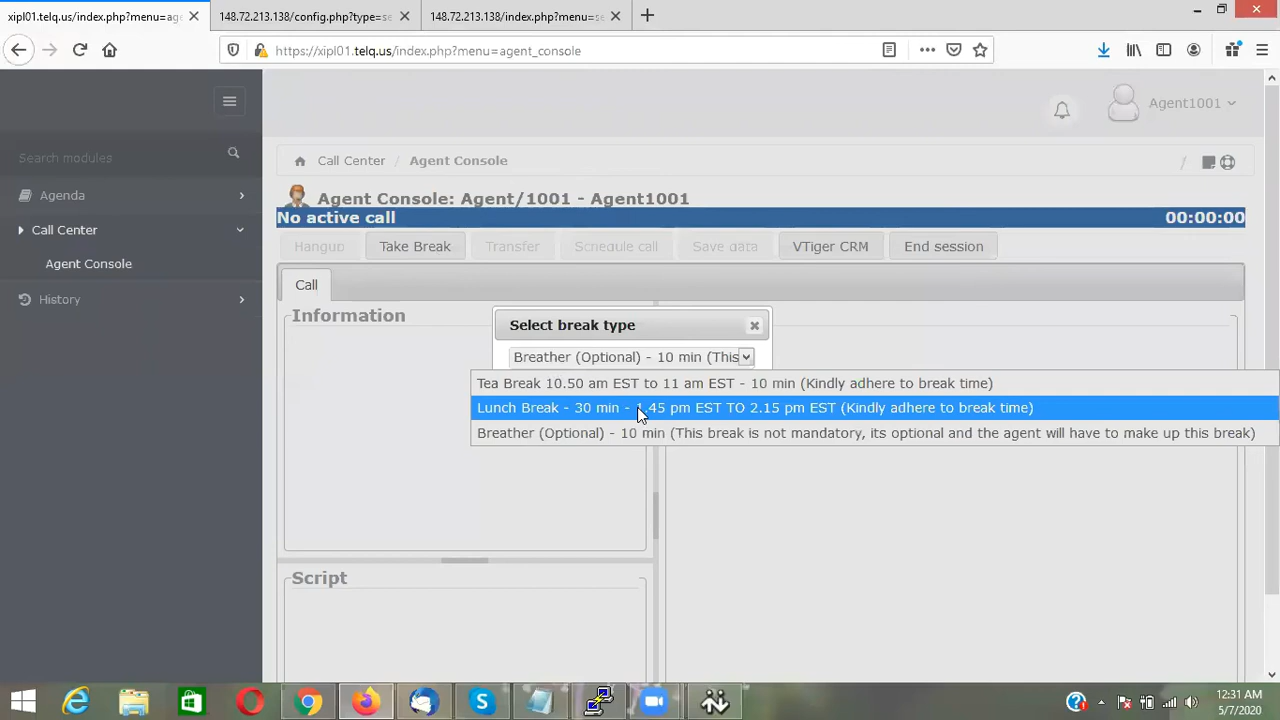 xipl01.telq.us/index.php?menu=age
148.72.213.138/config.php?type=se
148.72.213.138/index.php?menu=se
https://xipl01.telq.us/index.php?menu=agent_console
Agent1001
Search modules
Call Center / Agent Console /
Agenda
Agent Console: Agent/1001 - Agent1001
No active call 00:00:00
Call Center
Hangup Take Break Transfer Schedule call Save data VTiger CRM End session
Agent Console
Call
History
Information
Select break type
Breather (Optional) - 10 min (This
Tea Break 10.50 am EST to 11 am EST - 10 min (Kindly adhere to break time)
Lunch Break - 30 min - 1.45 pm EST TO 2.15 pm EST (Kindly adhere to break time)
Breather (Optional) - 10 min (This break is not mandatory, its optional and the agent will have to make up this break)
Script
12:31 AM
5/7/2020